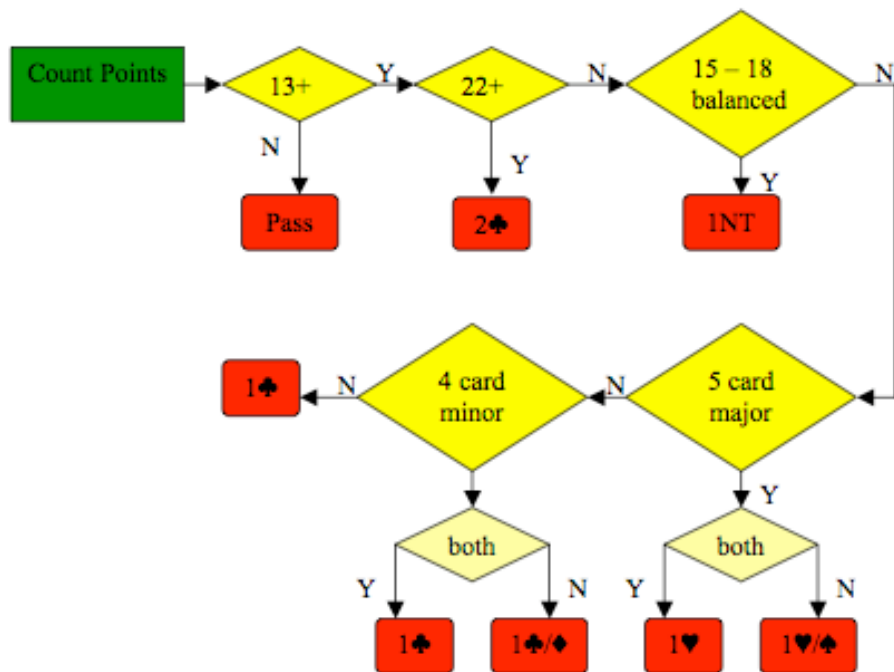 Count Points
13+
Y
22+
N
15 – 18
balanced
N
N
Y
Y
Pass
2♣
1NT
1♣
N
4 card
minor
N
5 card
major
Y
both
both
Y
N
Y
N
1♣
1♣/♦
1♥
1♥/♠